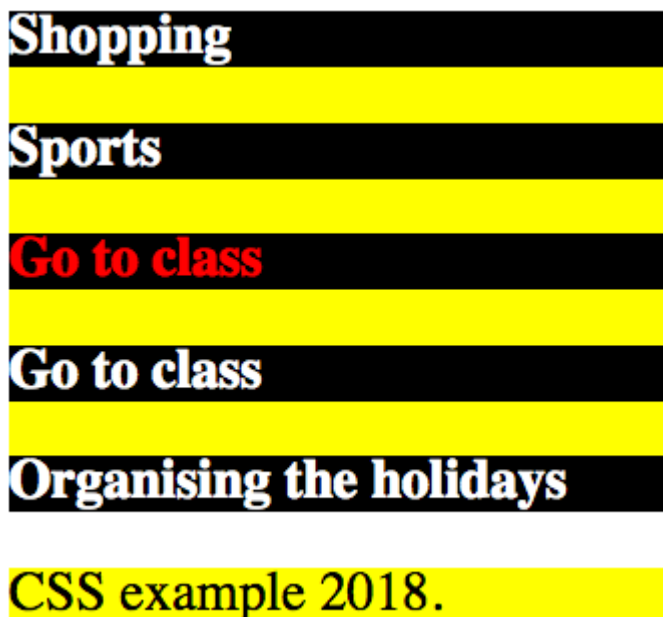 Shopping
Sports
Go to class
Go to class
Organising the holidays
CSS example 2018.